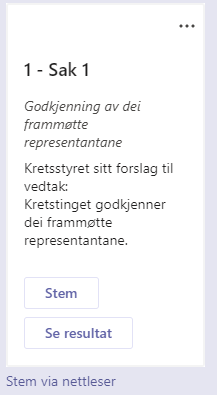 1 - Sak 1
Godkjenning av dei
frammøtte
representantane
Kretsstyret sitt forslag til
vedtak:
Kretstinget godkjenner
dei frammøtte
representantane.
Stem
Se resultat
Stem via nettleser